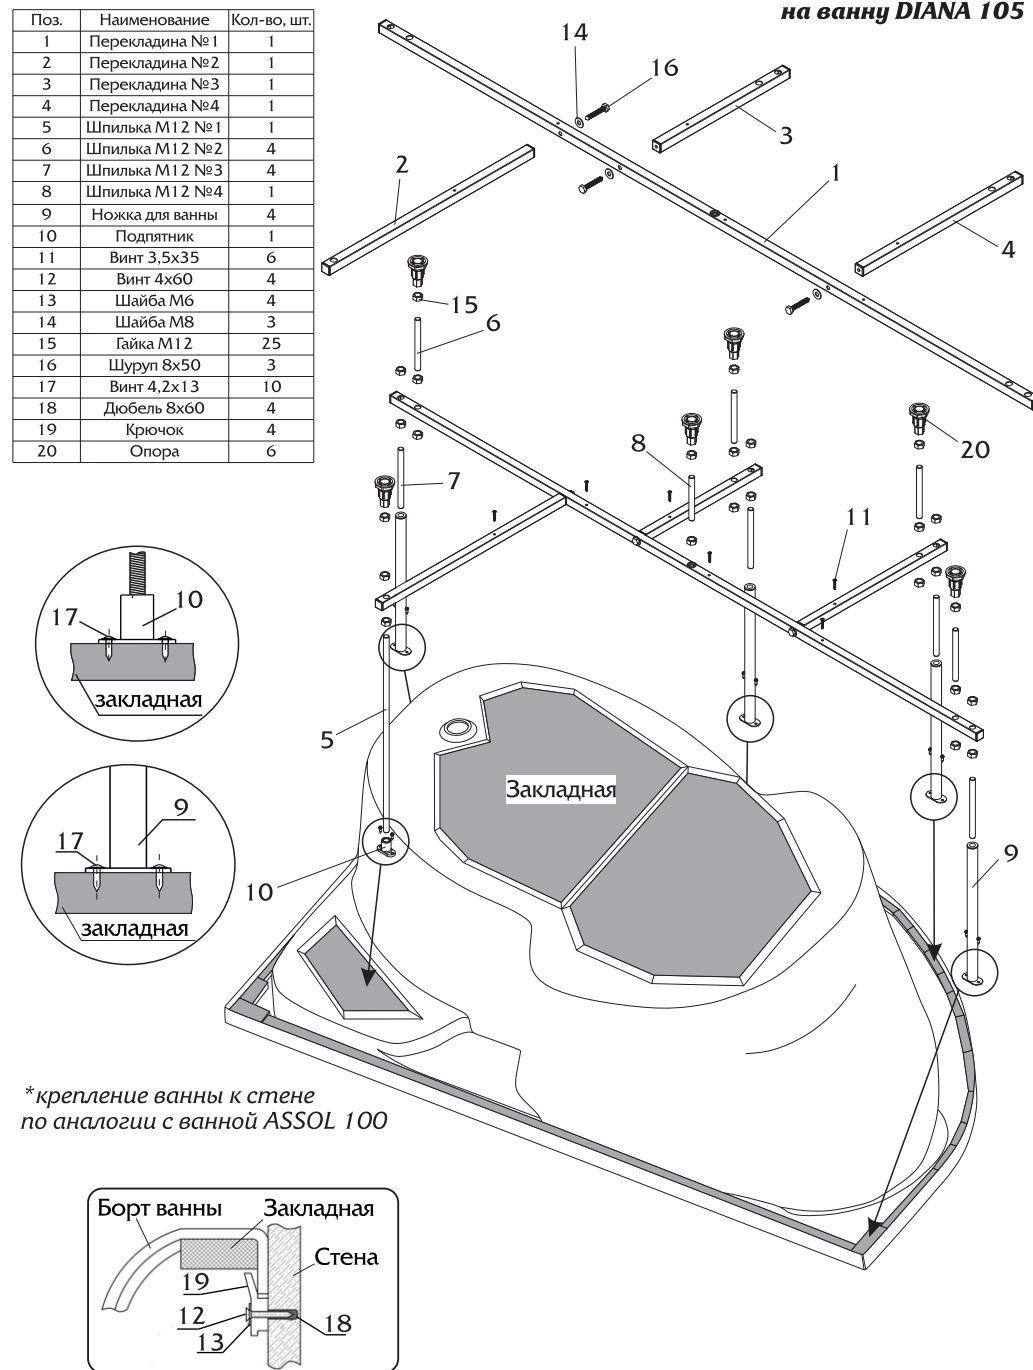 на ванну DIANA 105
Поз. Наименование Кол-во, шт.
1 Перекладина №1 1
2 Перекладина №2 1
3 Перекладина №3 1
4 Перекладина №4 1
5 Шпилька М12 №1 1
6 Шпилька М12 №2 4
7 Шпилька М12 №3 4
8 Шпилька М12 №4 1
9 Ножка для ванны 4
10 Подпятник 1
11 Винт 3,5х35 6
12 Винт 4х60 4
13 Шайба М6 4
14 Шайба М8 3
15 Гайка М12 25
16 Шуруп 8х50 3
17 Винт 4,2х13 10
18 Дюбель 8х60 4
19 Крючок 4
20 Опора 6
14
16
3
2
1
4
15
6
8
20
7
11
17 10
закладная
5
Закладная
9
17
закладная
10
9
*крепление ванны к стене
по аналогии с ванной ASSOL 100
Борт ванны Закладная
Стена
19
12
13
18